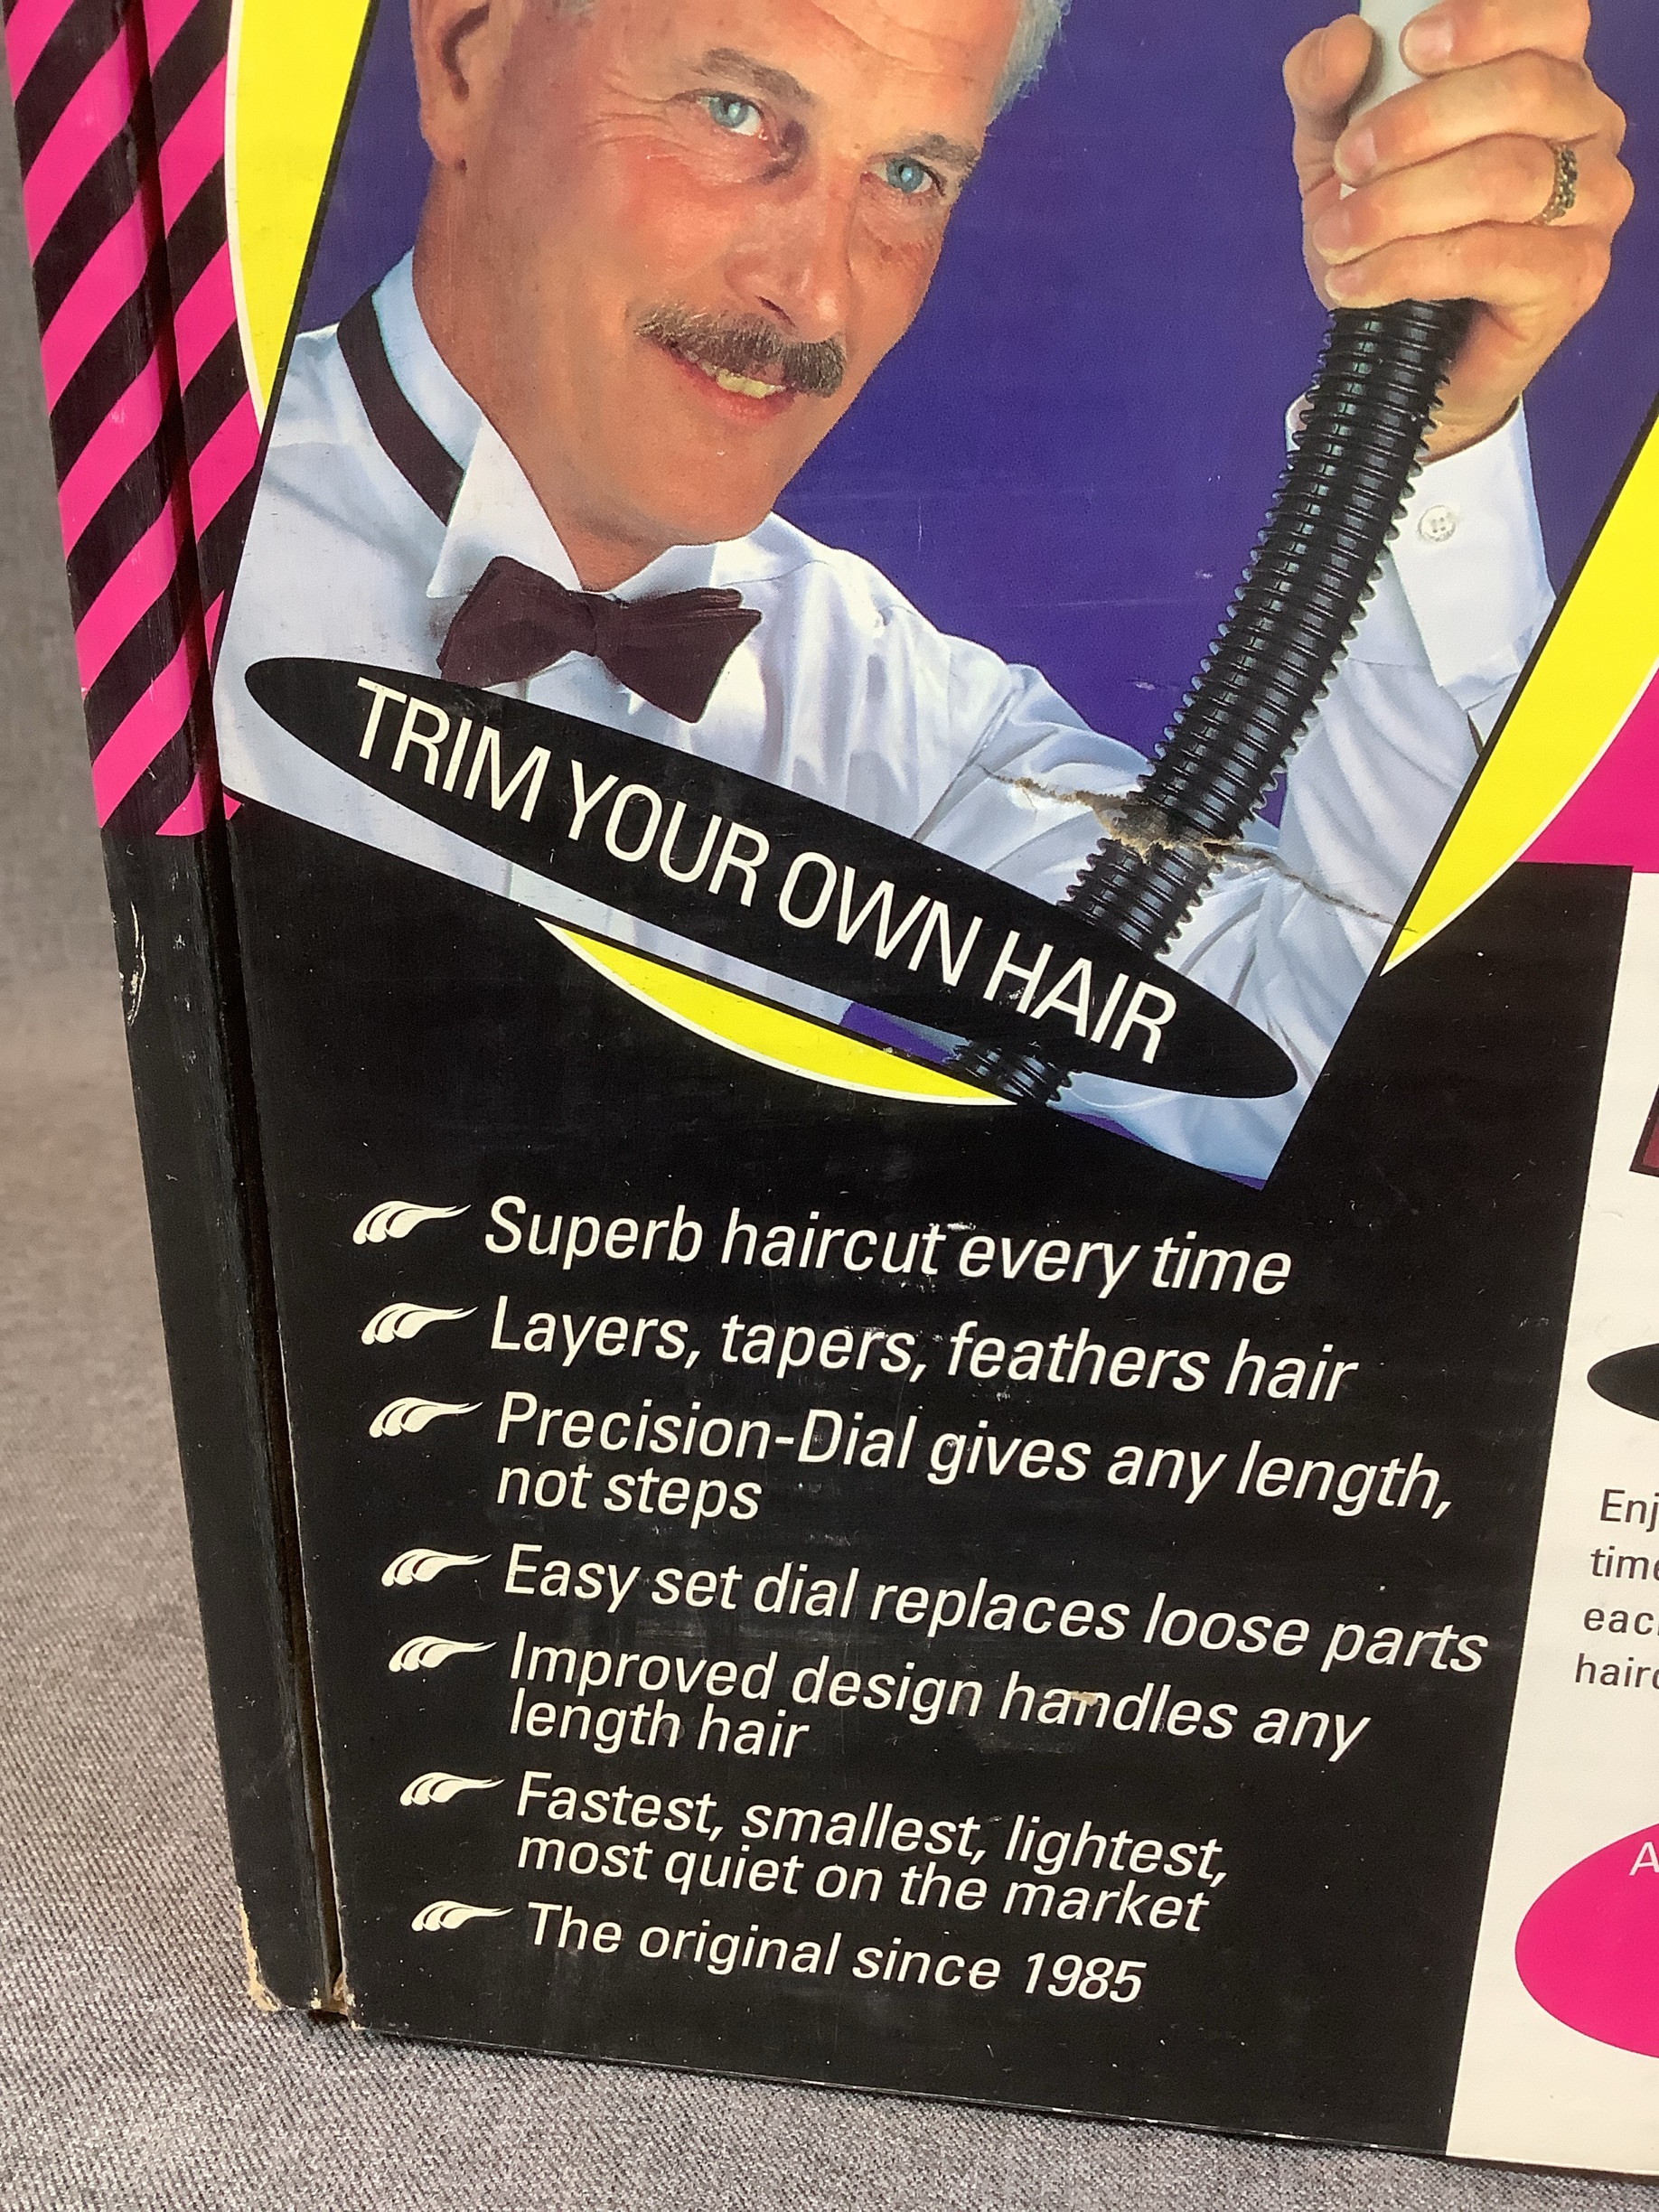 TRIM YOUR OWN HAIR
Superb haircut every time
Layers, tapers, feathers hair
Precision-Dial gives any length,
not steps
Easy set dial replaces loose parts
Improved design handles any
length hair
Fastest, smallest, lightest,
most quiet on the market
The original since 1985